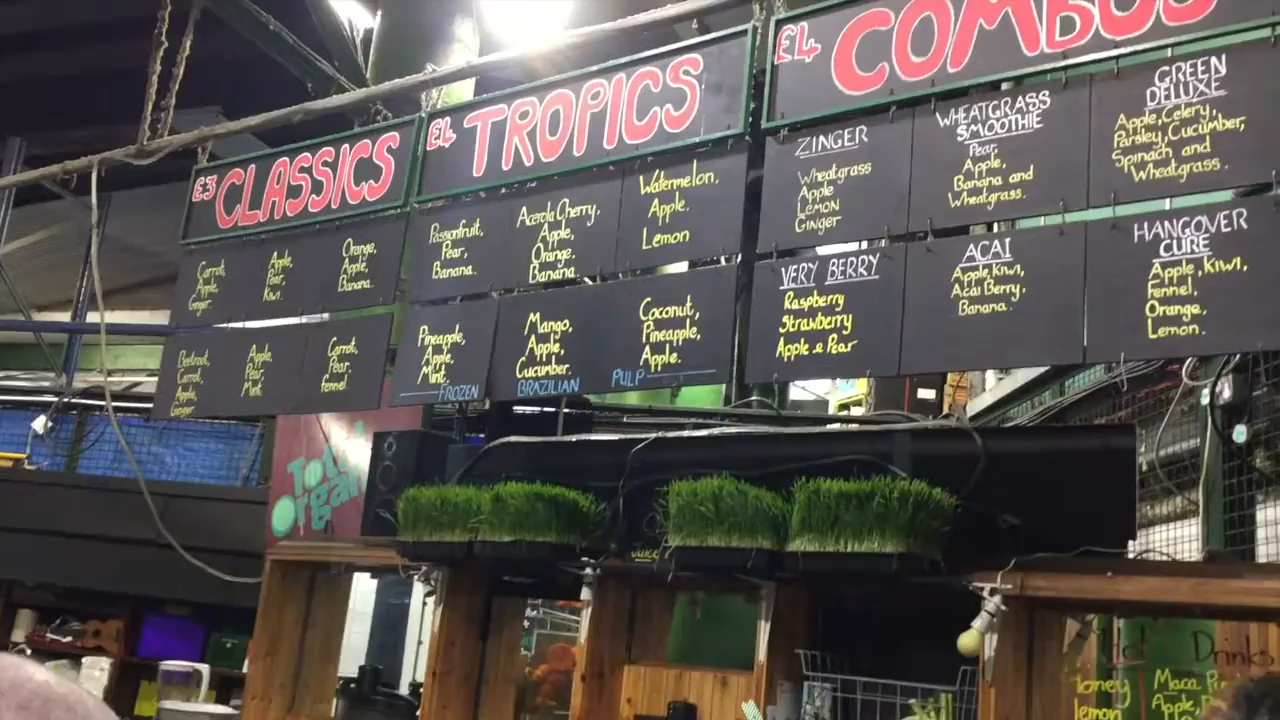 £3 CLASSICS
Carrot,
Apple,
Ginger.
Apple,
Pear,
Kiwi.
Orange,
Apple,
Banana.
Beetroot,
Carrot,
Apple,
Ginger
Apple
Pear
Mint.
Carrot,
Pear,
Fennel
£4 TROPICS
Passionfruit,
Pear,
Banana.
Acerola Cherry,
Apple,
Orange,
Banana.
Watermelon,
Apple.
Lemon
Pineapple,
Apple,
Mint.
Mango,
Apple,
Cucumber.
Coconut,
Pineapple,
Apple.
FROZEN BRAZILIAN PULP
£4 COMBOS
ZINGER
Wheatgrass
Apple
Lemon
Ginger
WHEATGRASS
SMOOTHIE
Pear,
Apple,
Banana and
Wheatgrass.
GREEN
DELUXE
Apple, Celery,
Parsley, Cucumber,
Spinach and
Wheatgrass.
VERY BERRY
Raspberry
Strawberry
Apple & Pear
ACAI
Apple, Kiwi,
Acai Berry,
Banana.
HANGOVER
CURE
Apple, Kiwi,
Fennel,
Orange,
Lemon.
Juice
Drinks
Lemon
Maca
Apple,